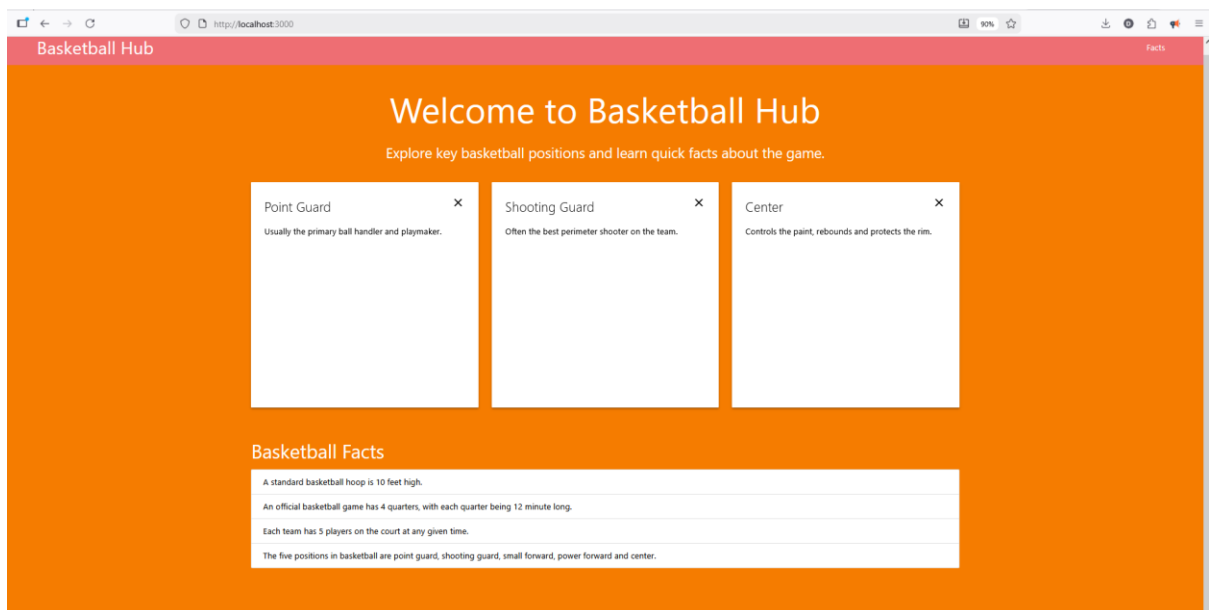 http://localhost:3000
90%
Basketball Hub
Facts
Welcome to Basketball Hub
Explore key basketball positions and learn quick facts about the game.
Point Guard
Usually the primary ball handler and playmaker.
Shooting Guard
Often the best perimeter shooter on the team.
Center
Controls the paint, rebounds and protects the rim.
Basketball Facts
A standard basketball hoop is 10 feet high.
An official basketball game has 4 quarters, with each quarter being 12 minute long.
Each team has 5 players on the court at any given time.
The five positions in basketball are point guard, shooting guard, small forward, power forward and center.